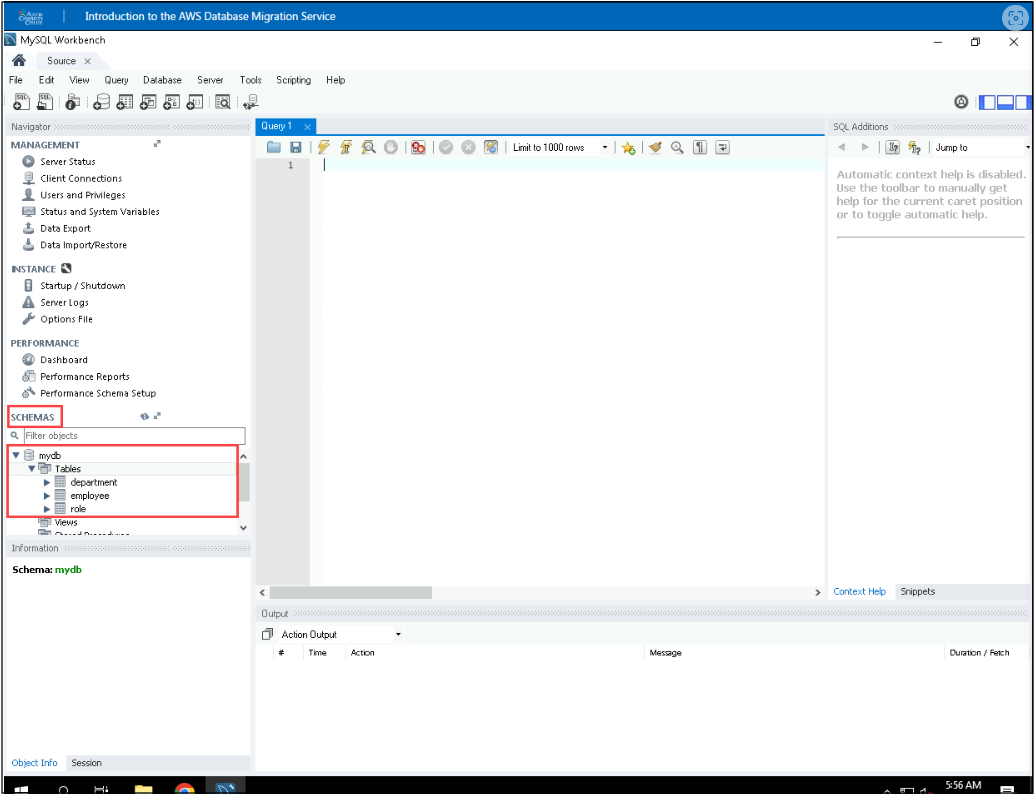 Introduction to the AWS Database Migration Service
MySQL Workbench
Source
File Edit View Query Database Server Tools Scripting Help
Navigator
MANAGEMENT
Server Status
Client Connections
Users and Privileges
Status and System Variables
Data Export
Data Import/Restore
INSTANCE
Startup / Shutdown
Server Logs
Options File
PERFORMANCE
Dashboard
Performance Reports
Performance Schema Setup
SCHEMAS
Filter objects
mydb
Tables
department
employee
role
Views
Stored Procedures
Information
Schema: mydb
Object Info Session
Query 1
Limit to 1000 rows
1
SQL Additions
Jump to
Automatic context help is disabled.
Use the toolbar to manually get
help for the current caret position
or to toggle automatic help.
Context Help Snippets
Output
Action Output
# Time Action Message Duration / Fetch
5:56 AM